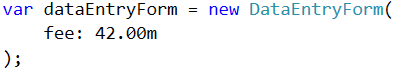 var dataEntryForm = new DataEntryForm(
    fee: 42.00m
);